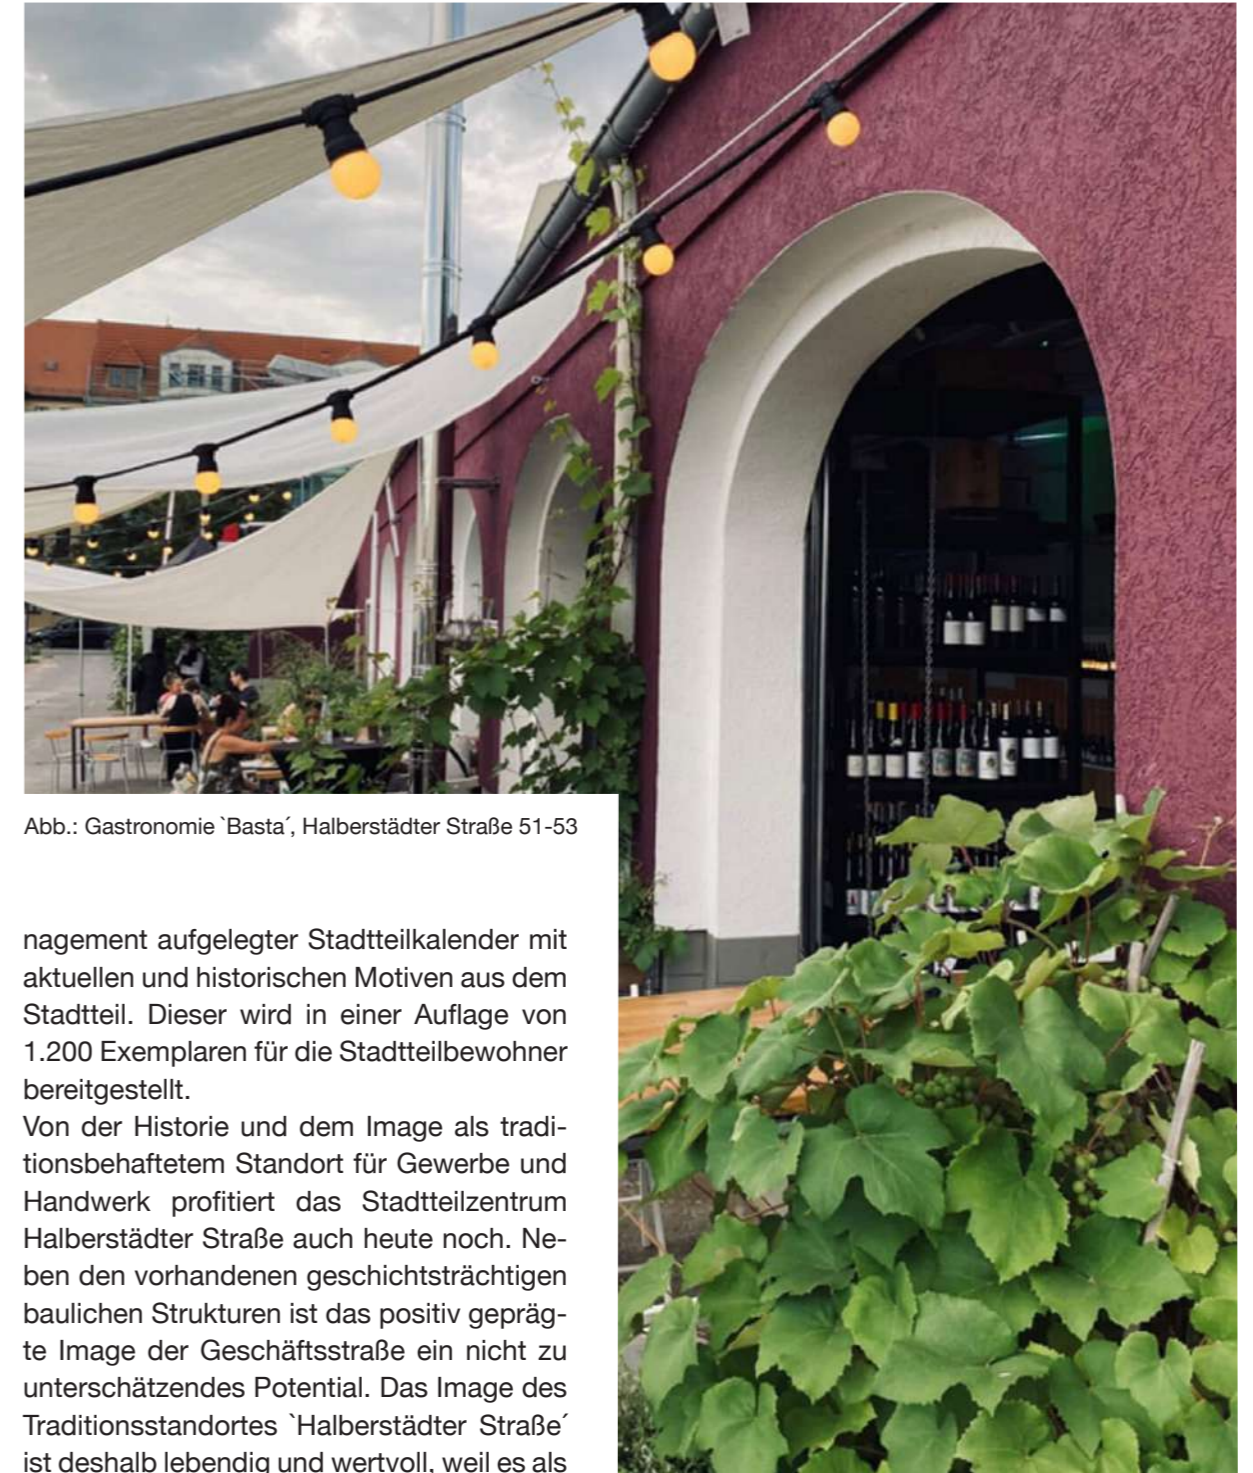 Abb.: Gastronomie `Basta´, Halberstädter Straße 51-53
nagement aufgelegter Stadtteilkalender mit
aktuellen und historischen Motiven aus dem
Stadtteil. Dieser wird in einer Auflage von
1.200 Exemplaren für die Stadtteilbewohner
bereitgestellt.
Von der Historie und dem Image als tradi-
tionsbehaftetem Standort für Gewerbe und
Handwerk profitiert das Stadtteilzentrum
Halberstädter Straße auch heute noch. Ne-
ben den vorhandenen geschichtsträchtigen
baulichen Strukturen ist das positiv gepräg-
te Image der Geschäftsstraße ein nicht zu
unterschätzendes Potential. Das Image des
Traditionsstandortes `Halberstädter Straße´
ist deshalb lebendig und wertvoll, weil es als